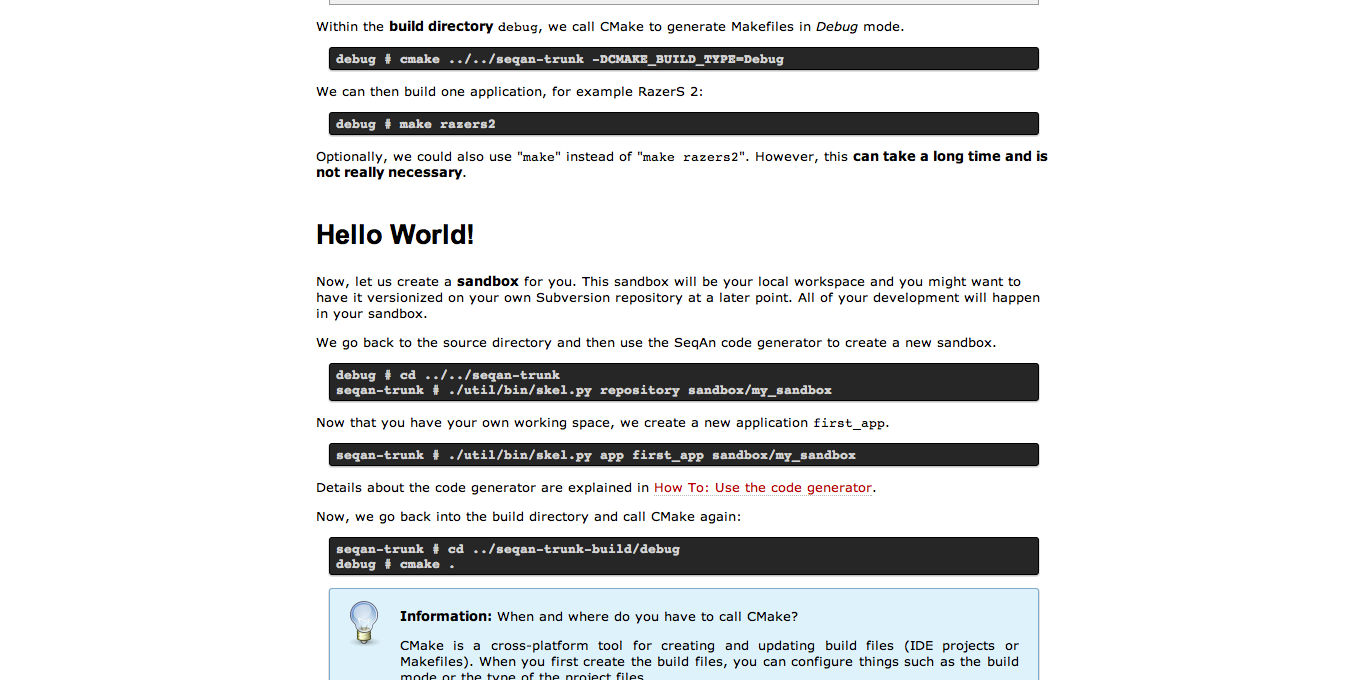 Within the build directory debug, we call CMake to generate Makefiles in Debug mode.
debug # cmake ../../seqan-trunk -DCMAKE_BUILD_TYPE=Debug
We can then build one application, for example RazerS 2:
debug # make razers2
Optionally, we could also use "make" instead of "make razers2". However, this can take a long time and is
not really necessary.
Hello World!
Now, let us create a sandbox for you. This sandbox will be your local workspace and you might want to
have it versionized on your own Subversion repository at a later point. All of your development will happen
in your sandbox.
We go back to the source directory and then use the SeqAn code generator to create a new sandbox.
debug # cd ../../seqan-trunk
seqan-trunk # ./util/bin/skel.py repository sandbox/my_sandbox
Now that you have your own working space, we create a new application first_app.
seqan-trunk # ./util/bin/skel.py app first_app sandbox/my_sandbox
Details about the code generator are explained in How To: Use the code generator.
Now, we go back into the build directory and call CMake again:
seqan-trunk # cd ../seqan-trunk-build/debug
debug # cmake .
Information: When and where do you have to call CMake?
CMake is a cross-platform tool for creating and updating build files (IDE projects or
Makefiles). When you first create the build files, you can configure things such as the build
mode or the type of the project files.